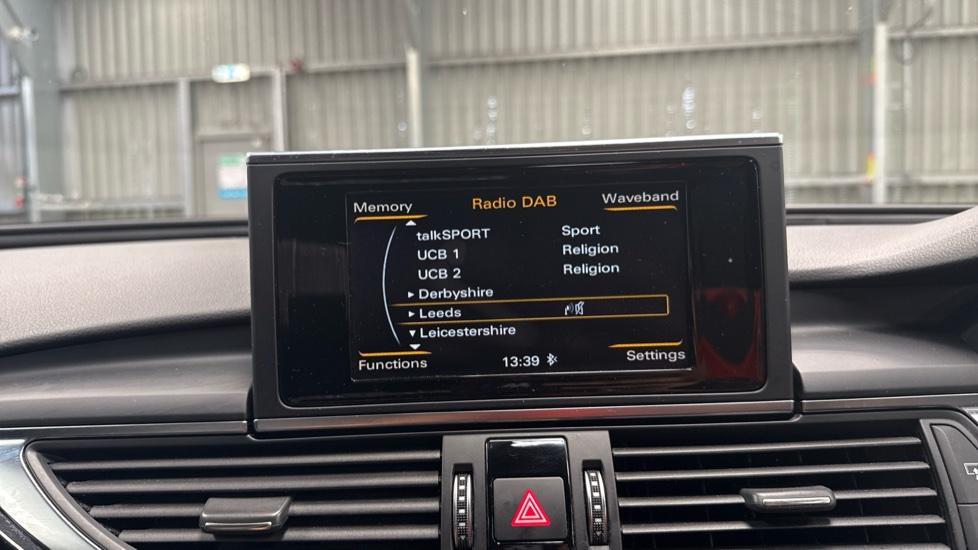 Memory Radio DAB Waveband
talkSPORT Sport
UCB 1 Religion
UCB 2 Religion
Derbyshire
Leeds
Leicestershire
Functions 13:39 Settings